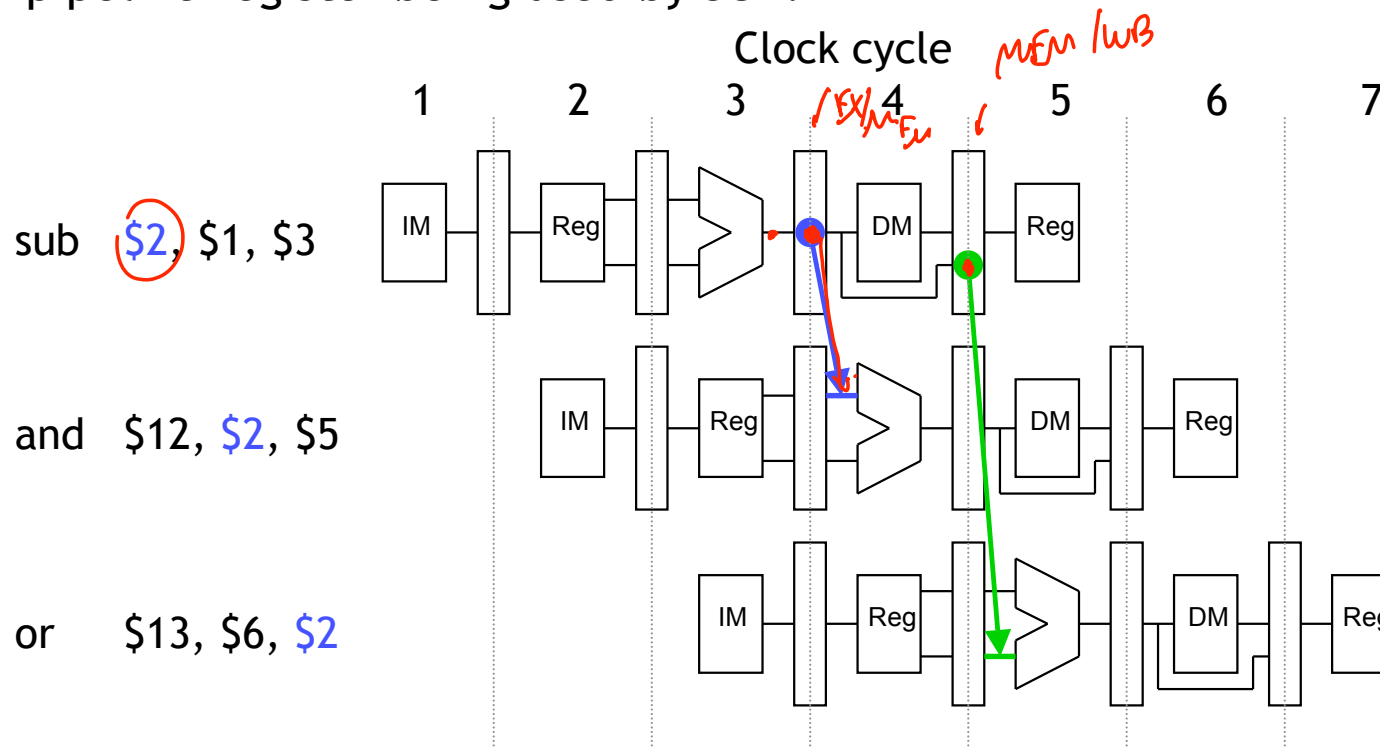 Clock cycle
MEM/WB
1 2 3 4 5 6 7
EX/MEM
IM Reg DM Reg
sub $2, $1, $3
IM Reg DM Reg
and $12, $2, $5
IM Reg DM Reg
or $13, $6, $2